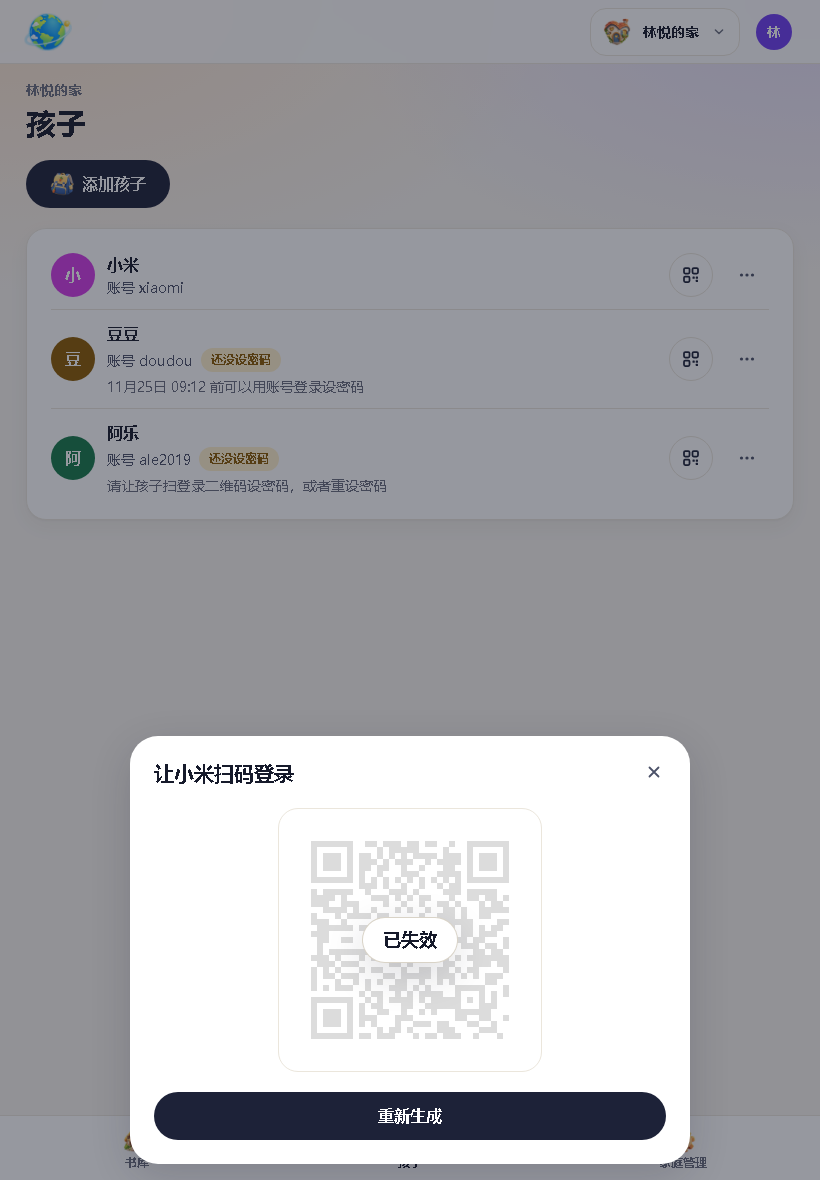 林悦的家
林
林悦的家
孩子
添加孩子
小
小米
账号 xiaomi
豆
豆豆
账号 doudou 还没设密码
11月25日 09:12 前可以用账号登录设密码
阿
阿乐
账号 ale2019 还没设密码
请让孩子扫登录二维码设密码，或者重设密码
让小米扫码登录
已失效
重新生成
书库
孩子
家庭管理